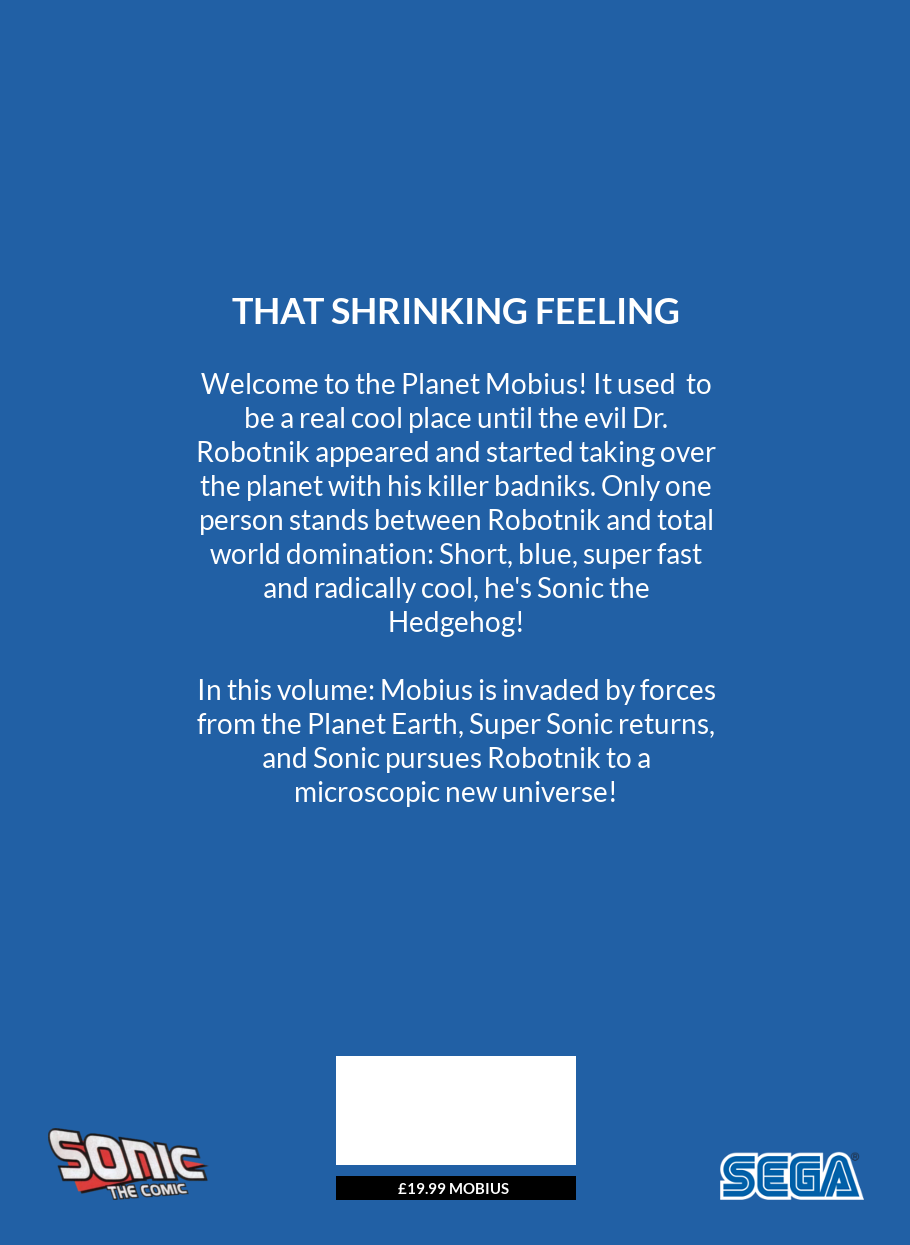 THAT SHRINKING FEELING
Welcome to the Planet Mobius! It used  to
be a real cool place until the evil Dr.
Robotnik appeared and started taking over
the planet with his killer badniks. Only one
person stands between Robotnik and total
world domination: Short, blue, super fast
and radically cool, he's Sonic the
Hedgehog!
In this volume: Mobius is invaded by forces
from the Planet Earth, Super Sonic returns,
and Sonic pursues Robotnik to a
microscopic new universe!
SONIC
THE COMIC
£19.99 MOBIUS
SEGA®